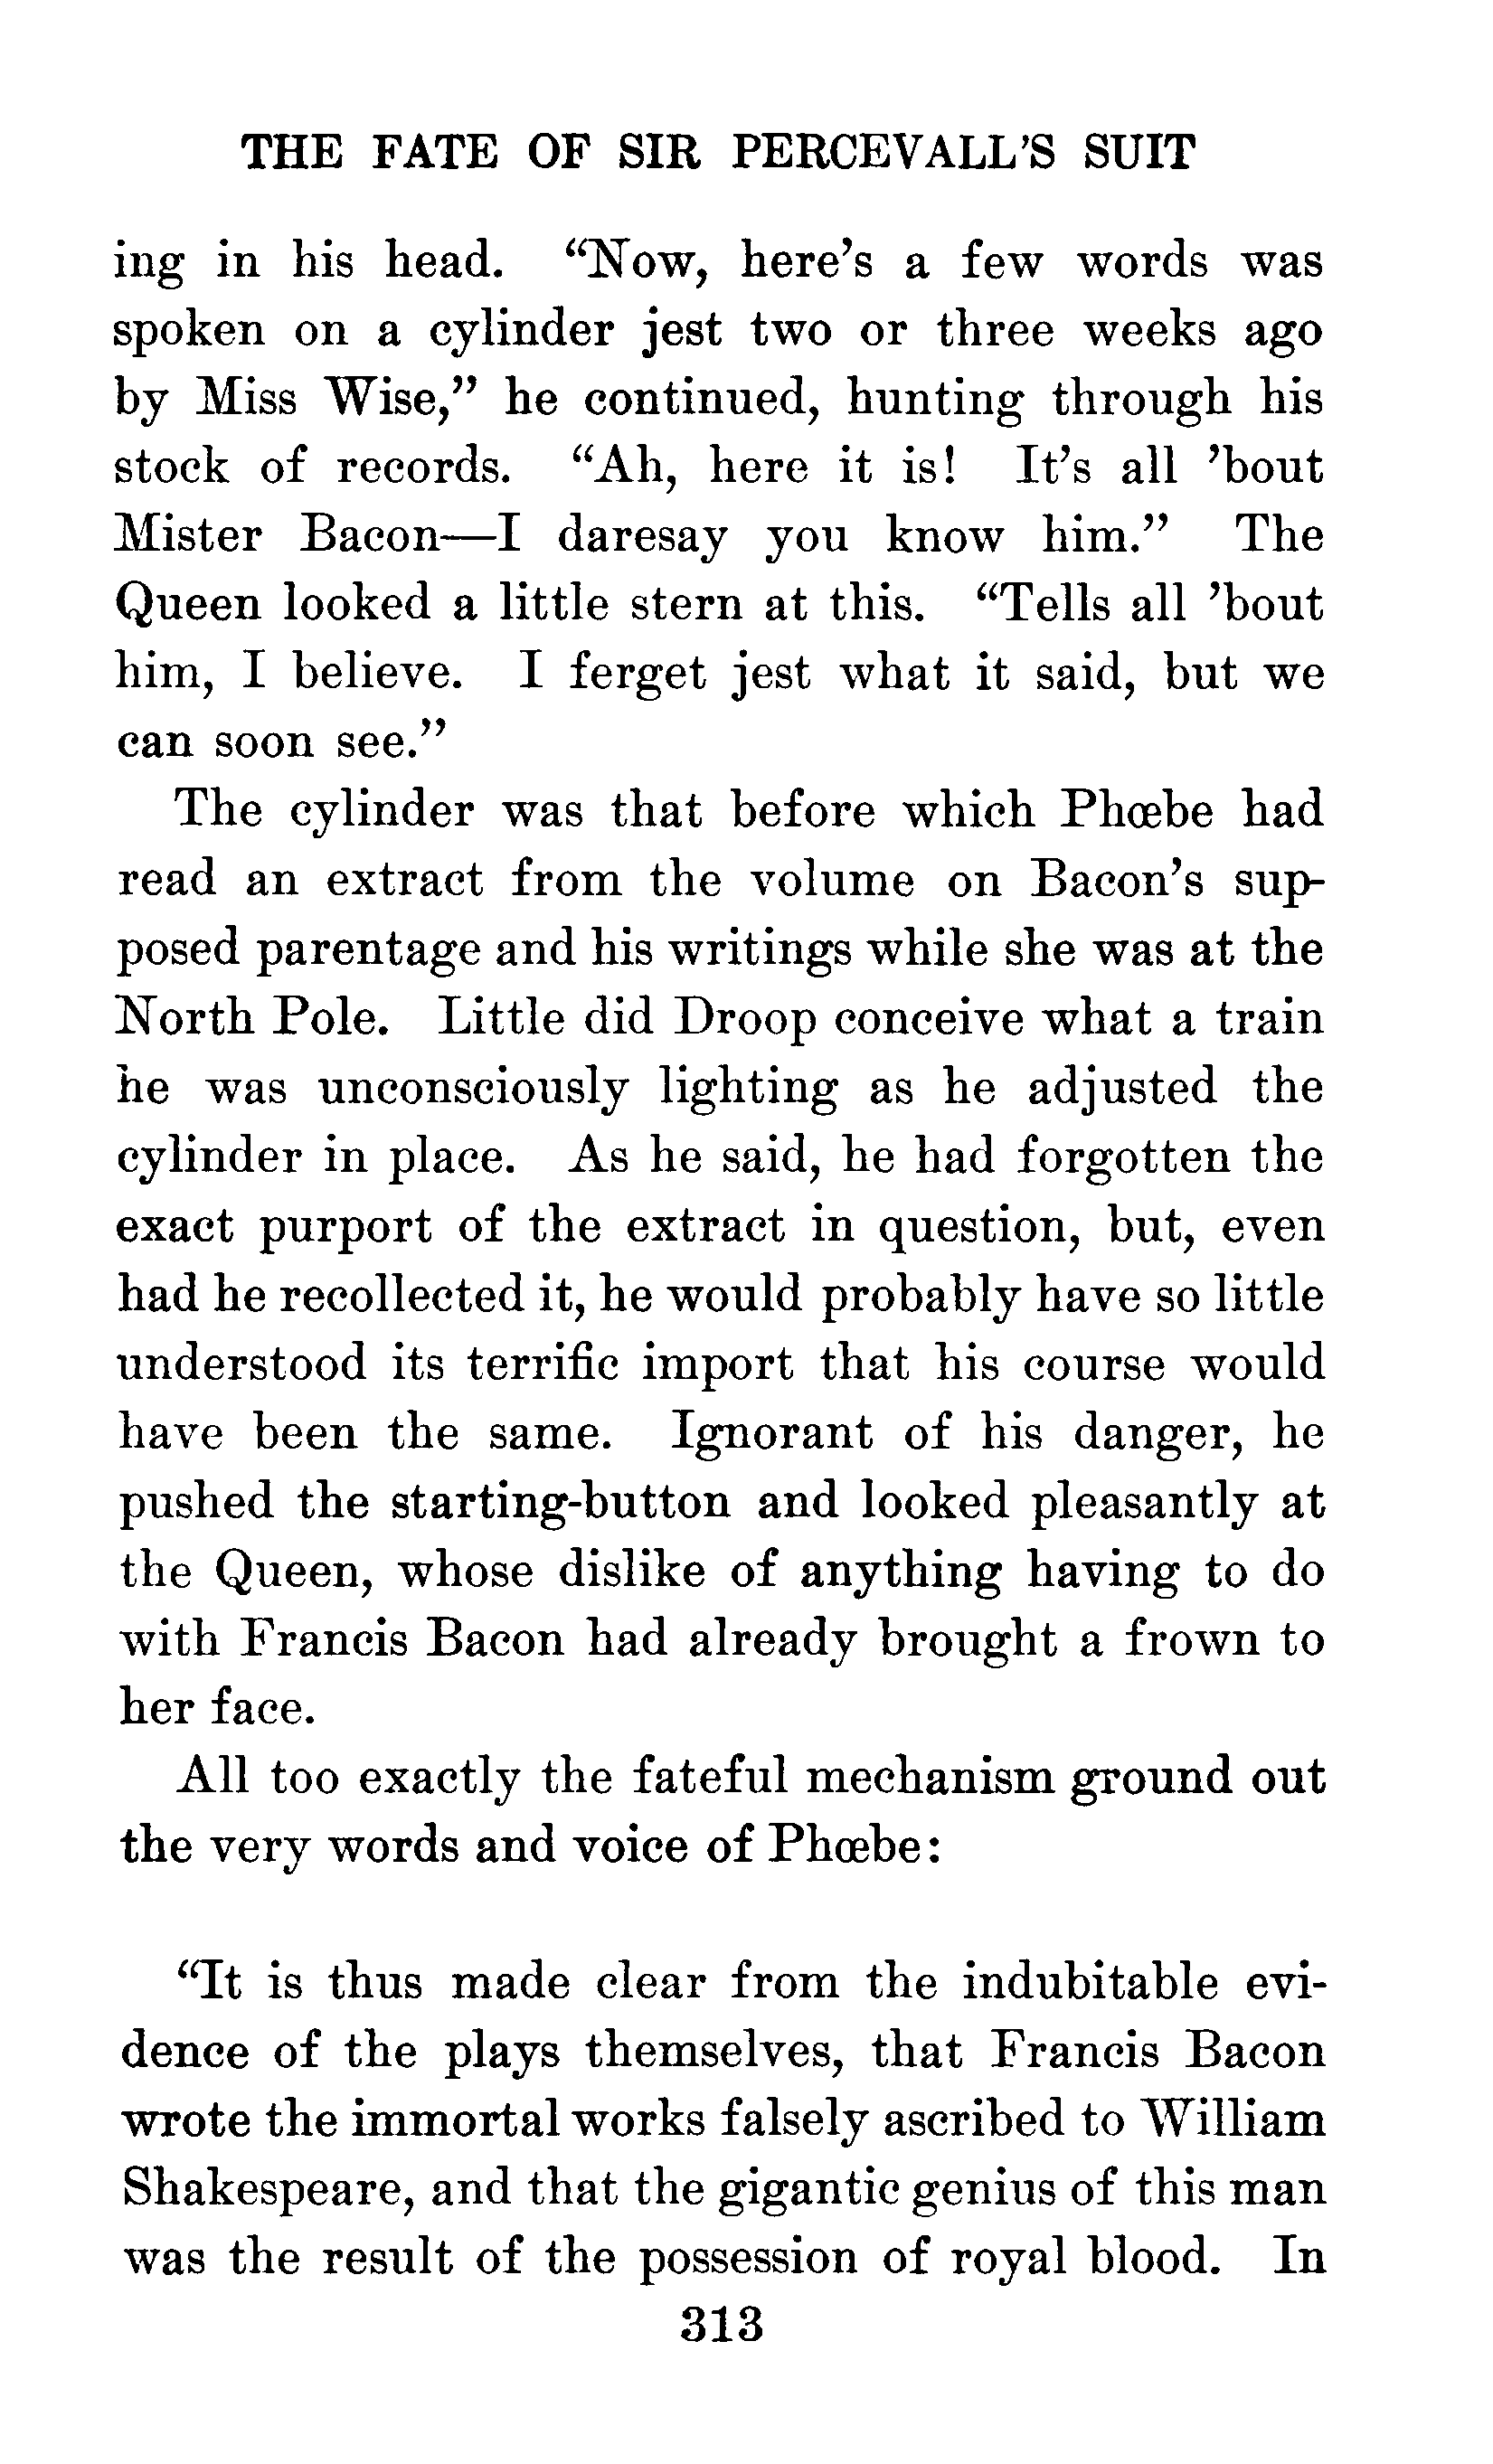 THE FATE OF SIR PERCEVALL'S SUIT
ing in his head. “Now, here’s a few words was
spoken on a cylinder jest two or three weeks ago
by Miss Wise,” he continued, hunting through his
stock of records. “Ah, here it is! It’s all ’bout
Mister Bacon—I daresay you know him.” The
Queen looked a little stern at this. “Tells all ’bout
him, I believe. I ferget jest what it said, but we
can soon see.”
The cylinder was that before which Phœbe had
read an extract from the volume on Bacon’s sup-
posed parentage and his writings while she was at the
North Pole. Little did Droop conceive what a train
he was unconsciously lighting as he adjusted the
cylinder in place. As he said, he had forgotten the
exact purport of the extract in question, but, even
had he recollected it, he would probably have so little
understood its terrific import that his course would
have been the same. Ignorant of his danger, he
pushed the starting-button and looked pleasantly at
the Queen, whose dislike of anything having to do
with Francis Bacon had already brought a frown to
her face.
All too exactly the fateful mechanism ground out
the very words and voice of Phœbe:
“It is thus made clear from the indubitable evi-
dence of the plays themselves, that Francis Bacon
wrote the immortal works falsely ascribed to William
Shakespeare, and that the gigantic genius of this man
was the result of the possession of royal blood. In
313